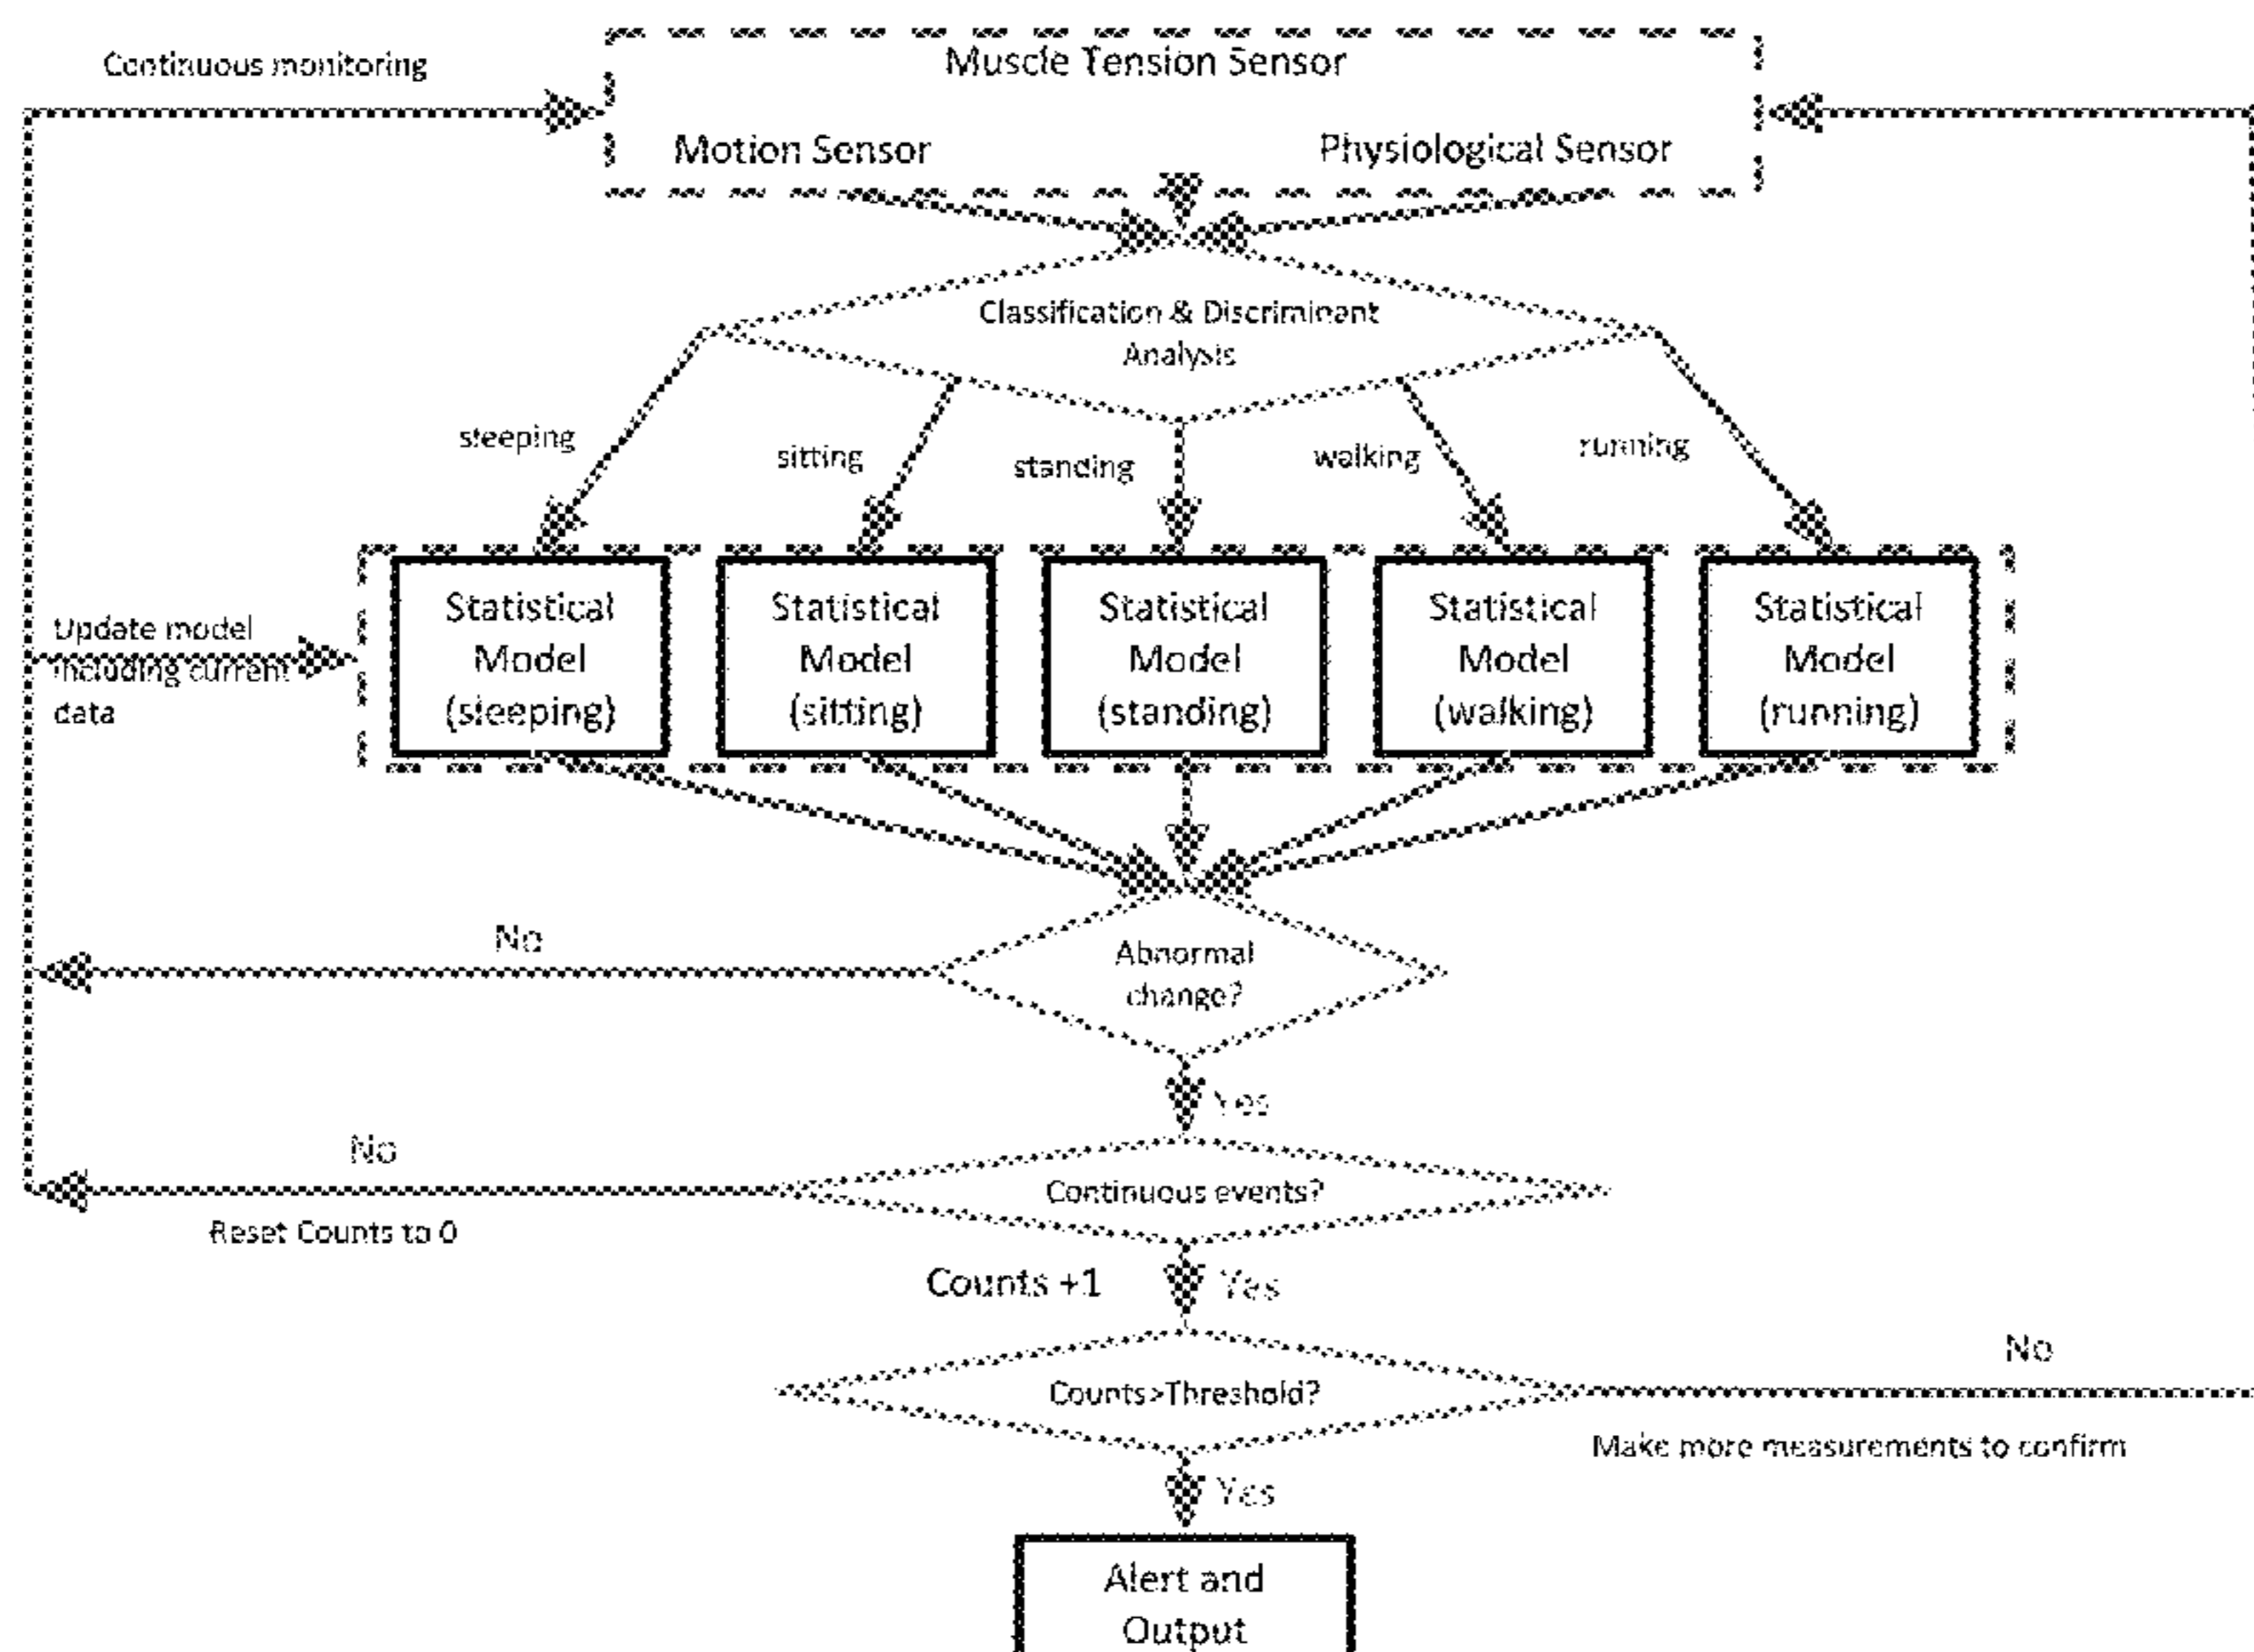 Continuous monitoring
Muscle Tension Sensor
Motion Sensor
Physiological Sensor
Classification & Discriminant
Analysis
sleeping
sitting
standing
walking
running
Update model
including current
data
Statistical
Model
(sleeping)
Statistical
Model
(sitting)
Statistical
Model
(standing)
Statistical
Model
(walking)
Statistical
Model
(running)
No
Abnormal
change?
Yes
No
Continuous events?
Reset Counts to 0
Counts +1
Yes
No
Counts>Threshold?
Make more measurements to confirm
Yes
Alert and
Output